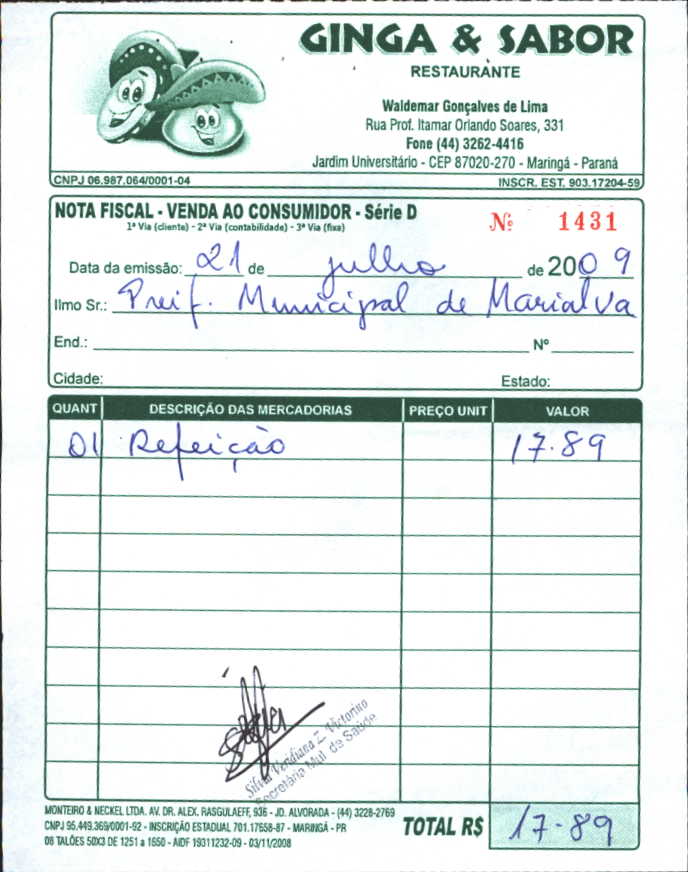 GINGA & SABOR
RESTAURANTE
Waldemar Gonçalves de Lima
Rua Prof. Itamar Orlando Soares, 331
Fone (44) 3262-4416
Jardim Universitário - CEP 87020-270 - Maringá - Paraná
CNPJ 06.987.064/0001-04 INSCR. EST. 903.17204-59
NOTA FISCAL - VENDA AO CONSUMIDOR - Série D Nº 1431
1ª Via (cliente) - 2ª Via (contabilidade) - 3ª Via (fixa)
Data da emissão: 21 de julho de 2009
Ilmo Sr.: Preif. Municipal de Marialva
End.: Nº
Cidade: Estado:
QUANT DESCRIÇÃO DAS MERCADORIAS PREÇO UNIT VALOR
01 Refeição 17.89
Silvia Veridiana Z. Victorino
Secretária Mul. de Saúde
MONTEIRO & NECKEL LTDA. AV. DR. ALEX. RASGULAEFF, 936 - JD. ALVORADA - (44) 3228-2769
CNPJ 95.449.369/0001-92 - INSCRIÇÃO ESTADUAL 701.17658-87 - MARINGÁ - PR
06 TALÕES 50X3 DE 1251 a 1550 - AIDF 19311232-09 - 03/11/2008
TOTAL R$ 17-89